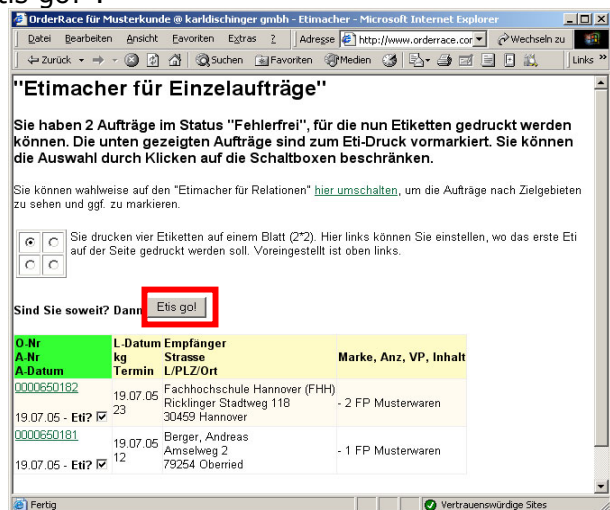 OrderRace für Musterkunde @ karldischinger gmbh - Etimacher - Microsoft Internet Explorer
Datei Bearbeiten Ansicht Favoriten Extras ? Adresse http://www.orderrace.cor Wechseln zu
Zurück Suchen Favoriten Medien Links »
"Etimacher für Einzelaufträge"
Sie haben 2 Aufträge im Status "Fehlerfrei", für die nun Etiketten gedruckt werden
können. Die unten gezeigten Aufträge sind zum Eti-Druck vormarkiert. Sie können
die Auswahl durch Klicken auf die Schaltboxen beschränken.
Sie können wahlweise auf den "Etimacher für Relationen" hier umschalten, um die Aufträge nach Zielgebieten
zu sehen und ggf. zu markieren.
Sie drucken vier Etiketten auf einem Blatt (2*2). Hier links können Sie einstellen, wo das erste Eti
auf der Seite gedruckt werden soll. Voreingestellt ist oben links.
Sind Sie soweit? Dann Etis go!
O-Nr L-Datum Empfänger
A-Nr kg Strasse Marke, Anz, VP, Inhalt
A-Datum Termin L/PLZ/Ort
0000650182 Fachhochschule Hannover (FHH)
19.07.05 Ricklinger Stadtweg 118 - 2 FP Musterwaren
19.07.05 - Eti? 23 30459 Hannover
0000650181 Berger, Andreas
19.07.05 Amselweg 2 - 1 FP Musterwaren
19.07.05 - Eti? 12 79254 Oberried
Fertig Vertrauenswürdige Sites